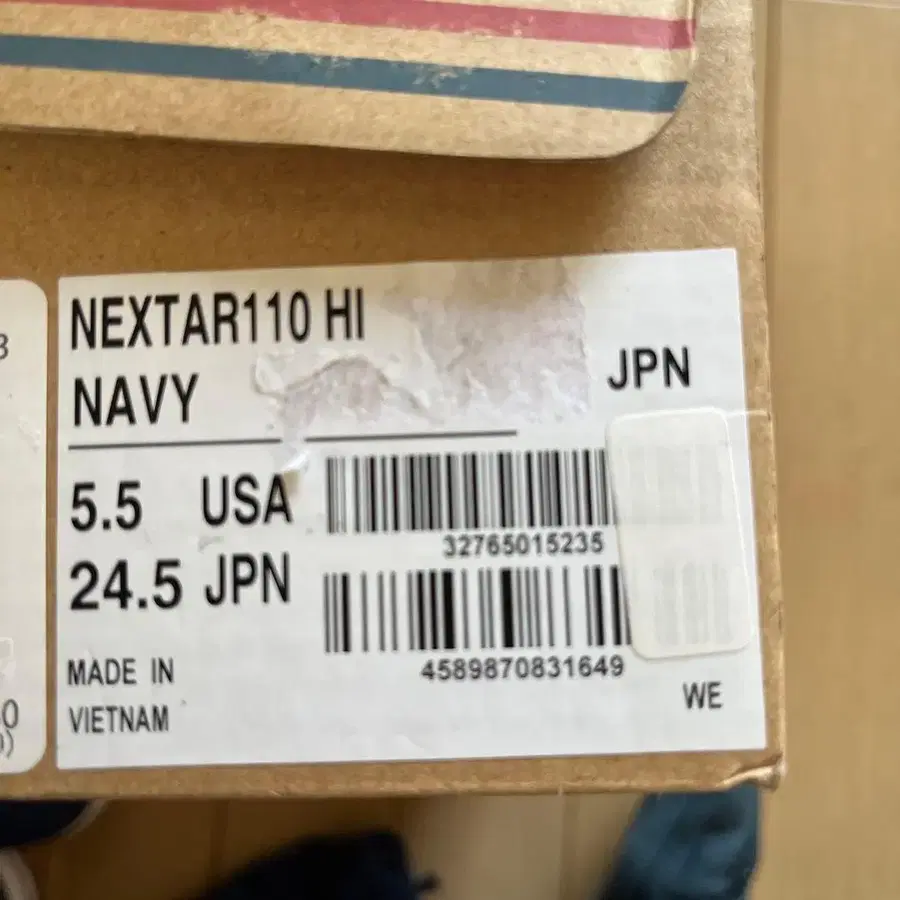 NEXTAR110 HI
NAVY
JPN
5.5 USA
24.5 JPN
32765015235
4589870831649
MADE IN
VIETNAM
WE